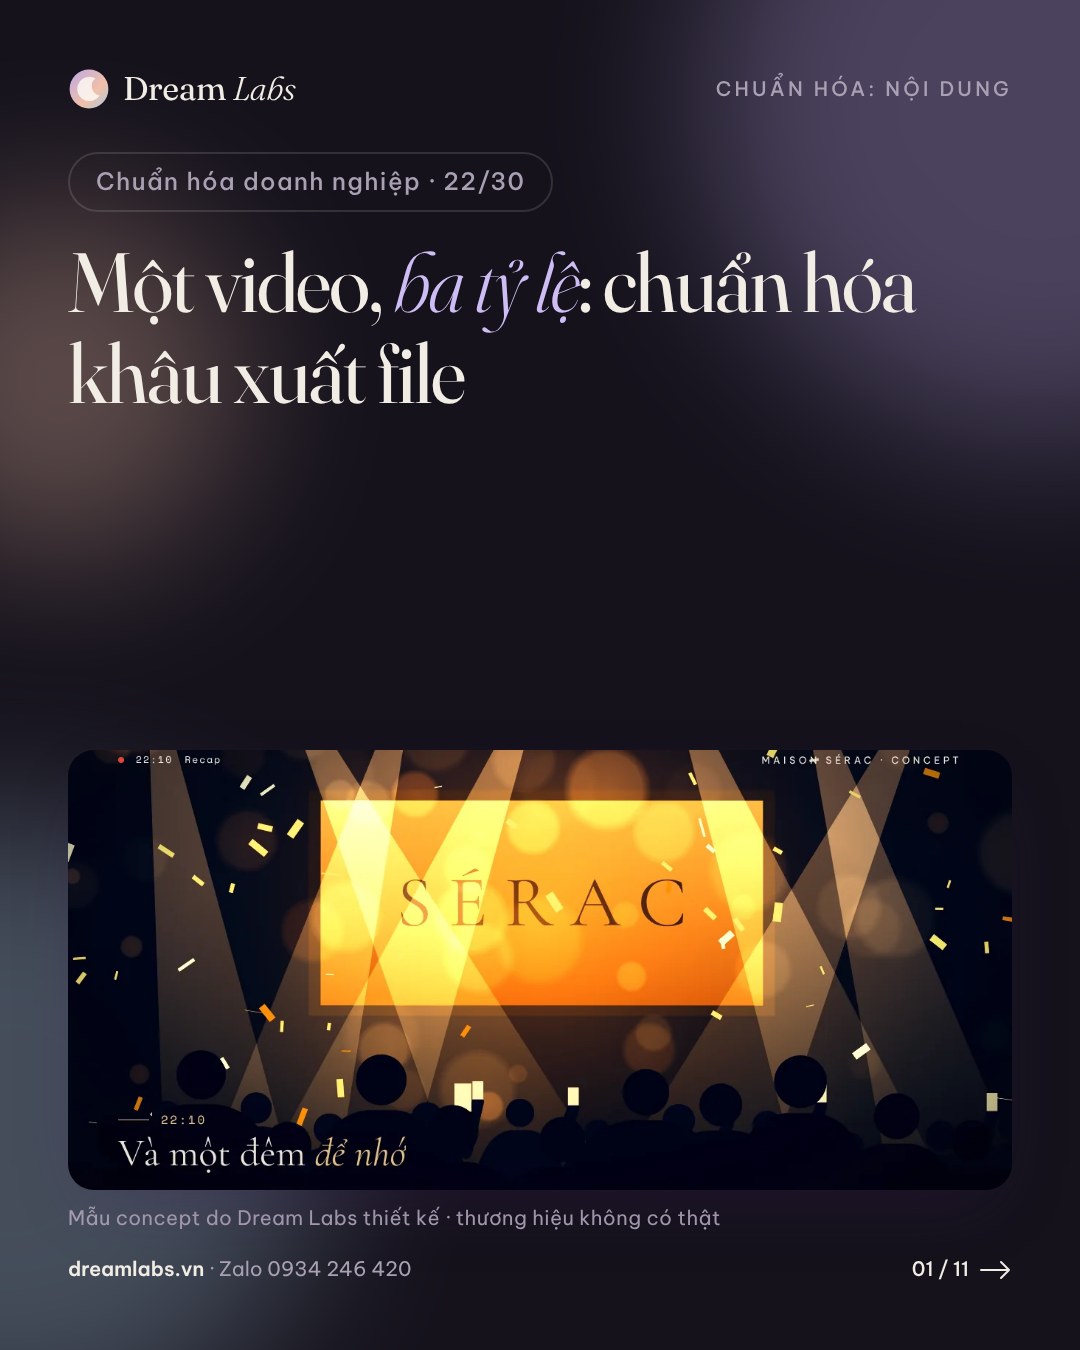 Dream Labs
CHUẨN HÓA: NỘI DUNG
Chuẩn hóa doanh nghiệp · 22/30
Một video, ba tỷ lệ: chuẩn hóa
khâu xuất file
22:10 Recap
MAISON SÉRAC · CONCEPT
SÉRAC
22:10
Và một đêm để nhớ
Mẫu concept do Dream Labs thiết kế · thương hiệu không có thật
dreamlabs.vn · Zalo 0934 246 420
01 / 11